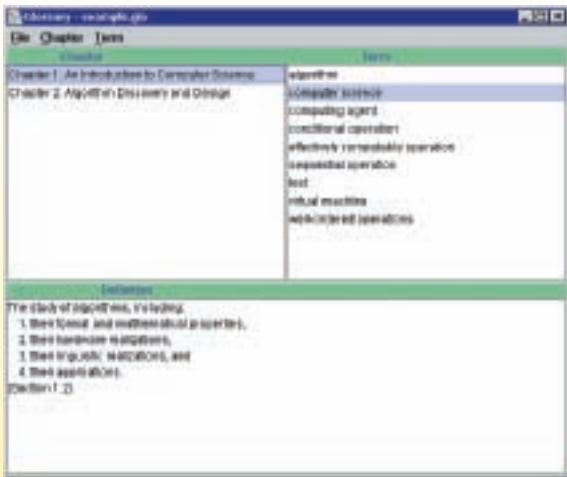 Glossary - example.glo
File Chapter Term
Chapter
Term
Chapter 1: An Introduction to Computer Science
Chapter 2: Algorithm Discovery and Design
algorithm
computer science
computing agent
conditional operation
effectively computable operation
sequential operation
text
virtual machine
well-ordered operations
Definition
The study of algorithms, including:
1. their formal and mathematical properties,
2. their hardware realizations,
3. their linguistic realizations, and
4. their applications.
(Section 1.2)